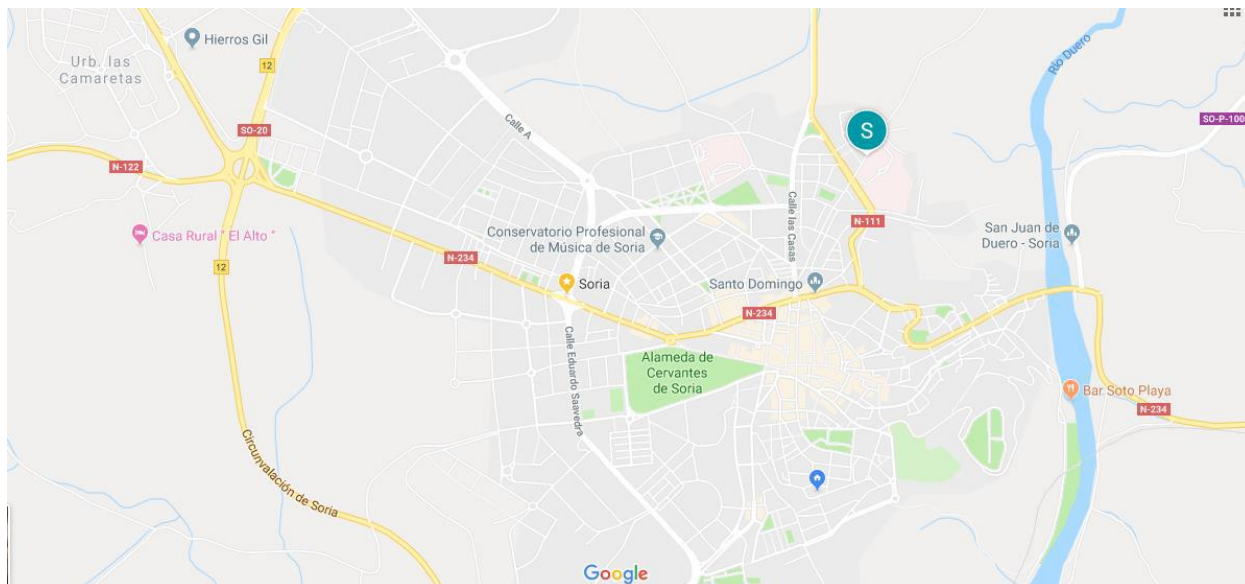 Hierros Gil
Urb. las
Camaretas
12
Calle A
Río Duero
S
SO-P-100
SO-20
N-122
Calle las Casas
N-111
Casa Rural " El Alto "
Conservatorio Profesional
de Música de Soria
San Juan de
Duero - Soria
N-234
12
Soria
Santo Domingo
N-234
Calle Eduardo Saavedra
Alameda de
Cervantes
de Soria
Bar Soto Playa
N-234
Circunvalación de Soria
Google